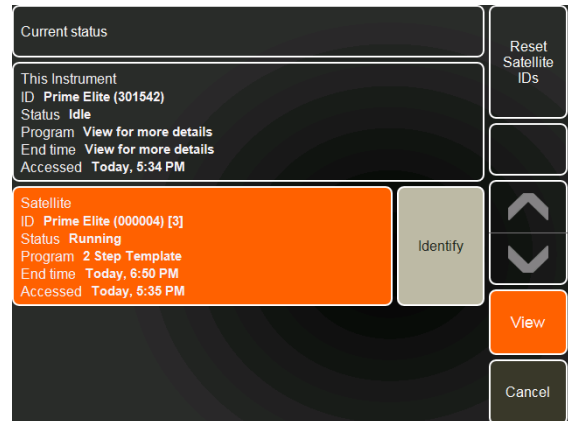 Current status
Reset
Satellite
IDs
This Instrument
ID Prime Elite (301542)
Status Idle
Program View for more details
End time View for more details
Accessed Today, 5:34 PM
Satellite
ID Prime Elite (000004) [3]
Status Running
Program 2 Step Template
End time Today, 6:50 PM
Accessed Today, 5:35 PM
Identify
View
Cancel